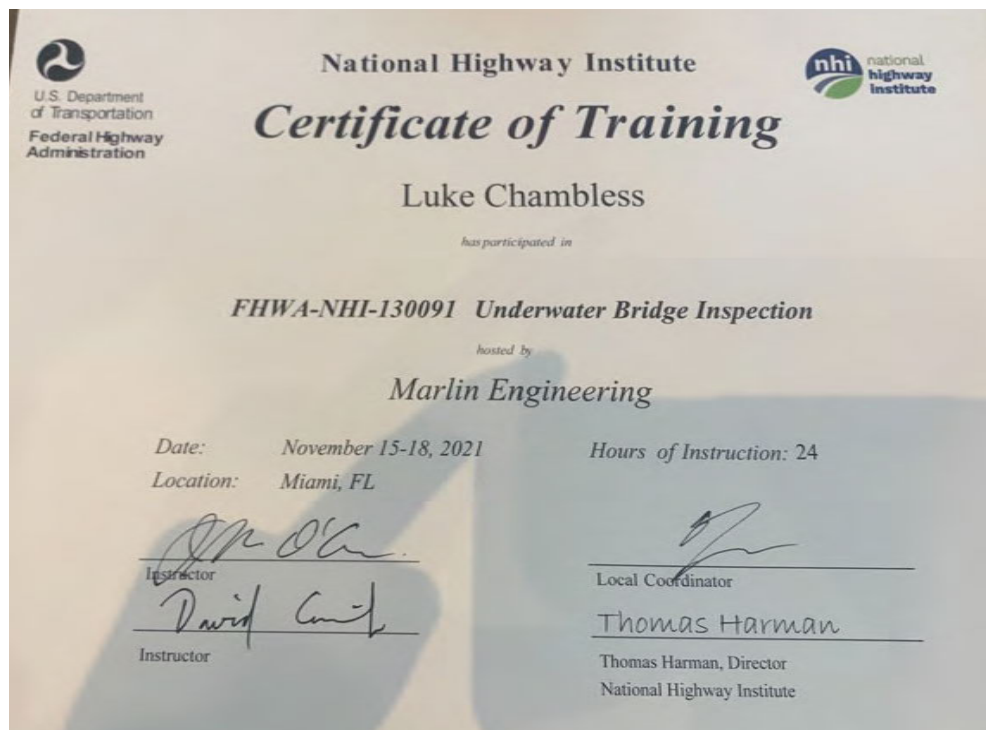 U.S. Department
of Transportation
Federal Highway
Administration
National Highway Institute
nhi national
highway
institute
Certificate of Training
Luke Chambless
has participated in
FHWA-NHI-130091 Underwater Bridge Inspection
hosted by
Marlin Engineering
Date: November 15-18, 2021
Location: Miami, FL
Hours of Instruction: 24
Instructor
David
Instructor
Local Coordinator
Thomas Harman
Thomas Harman, Director
National Highway Institute